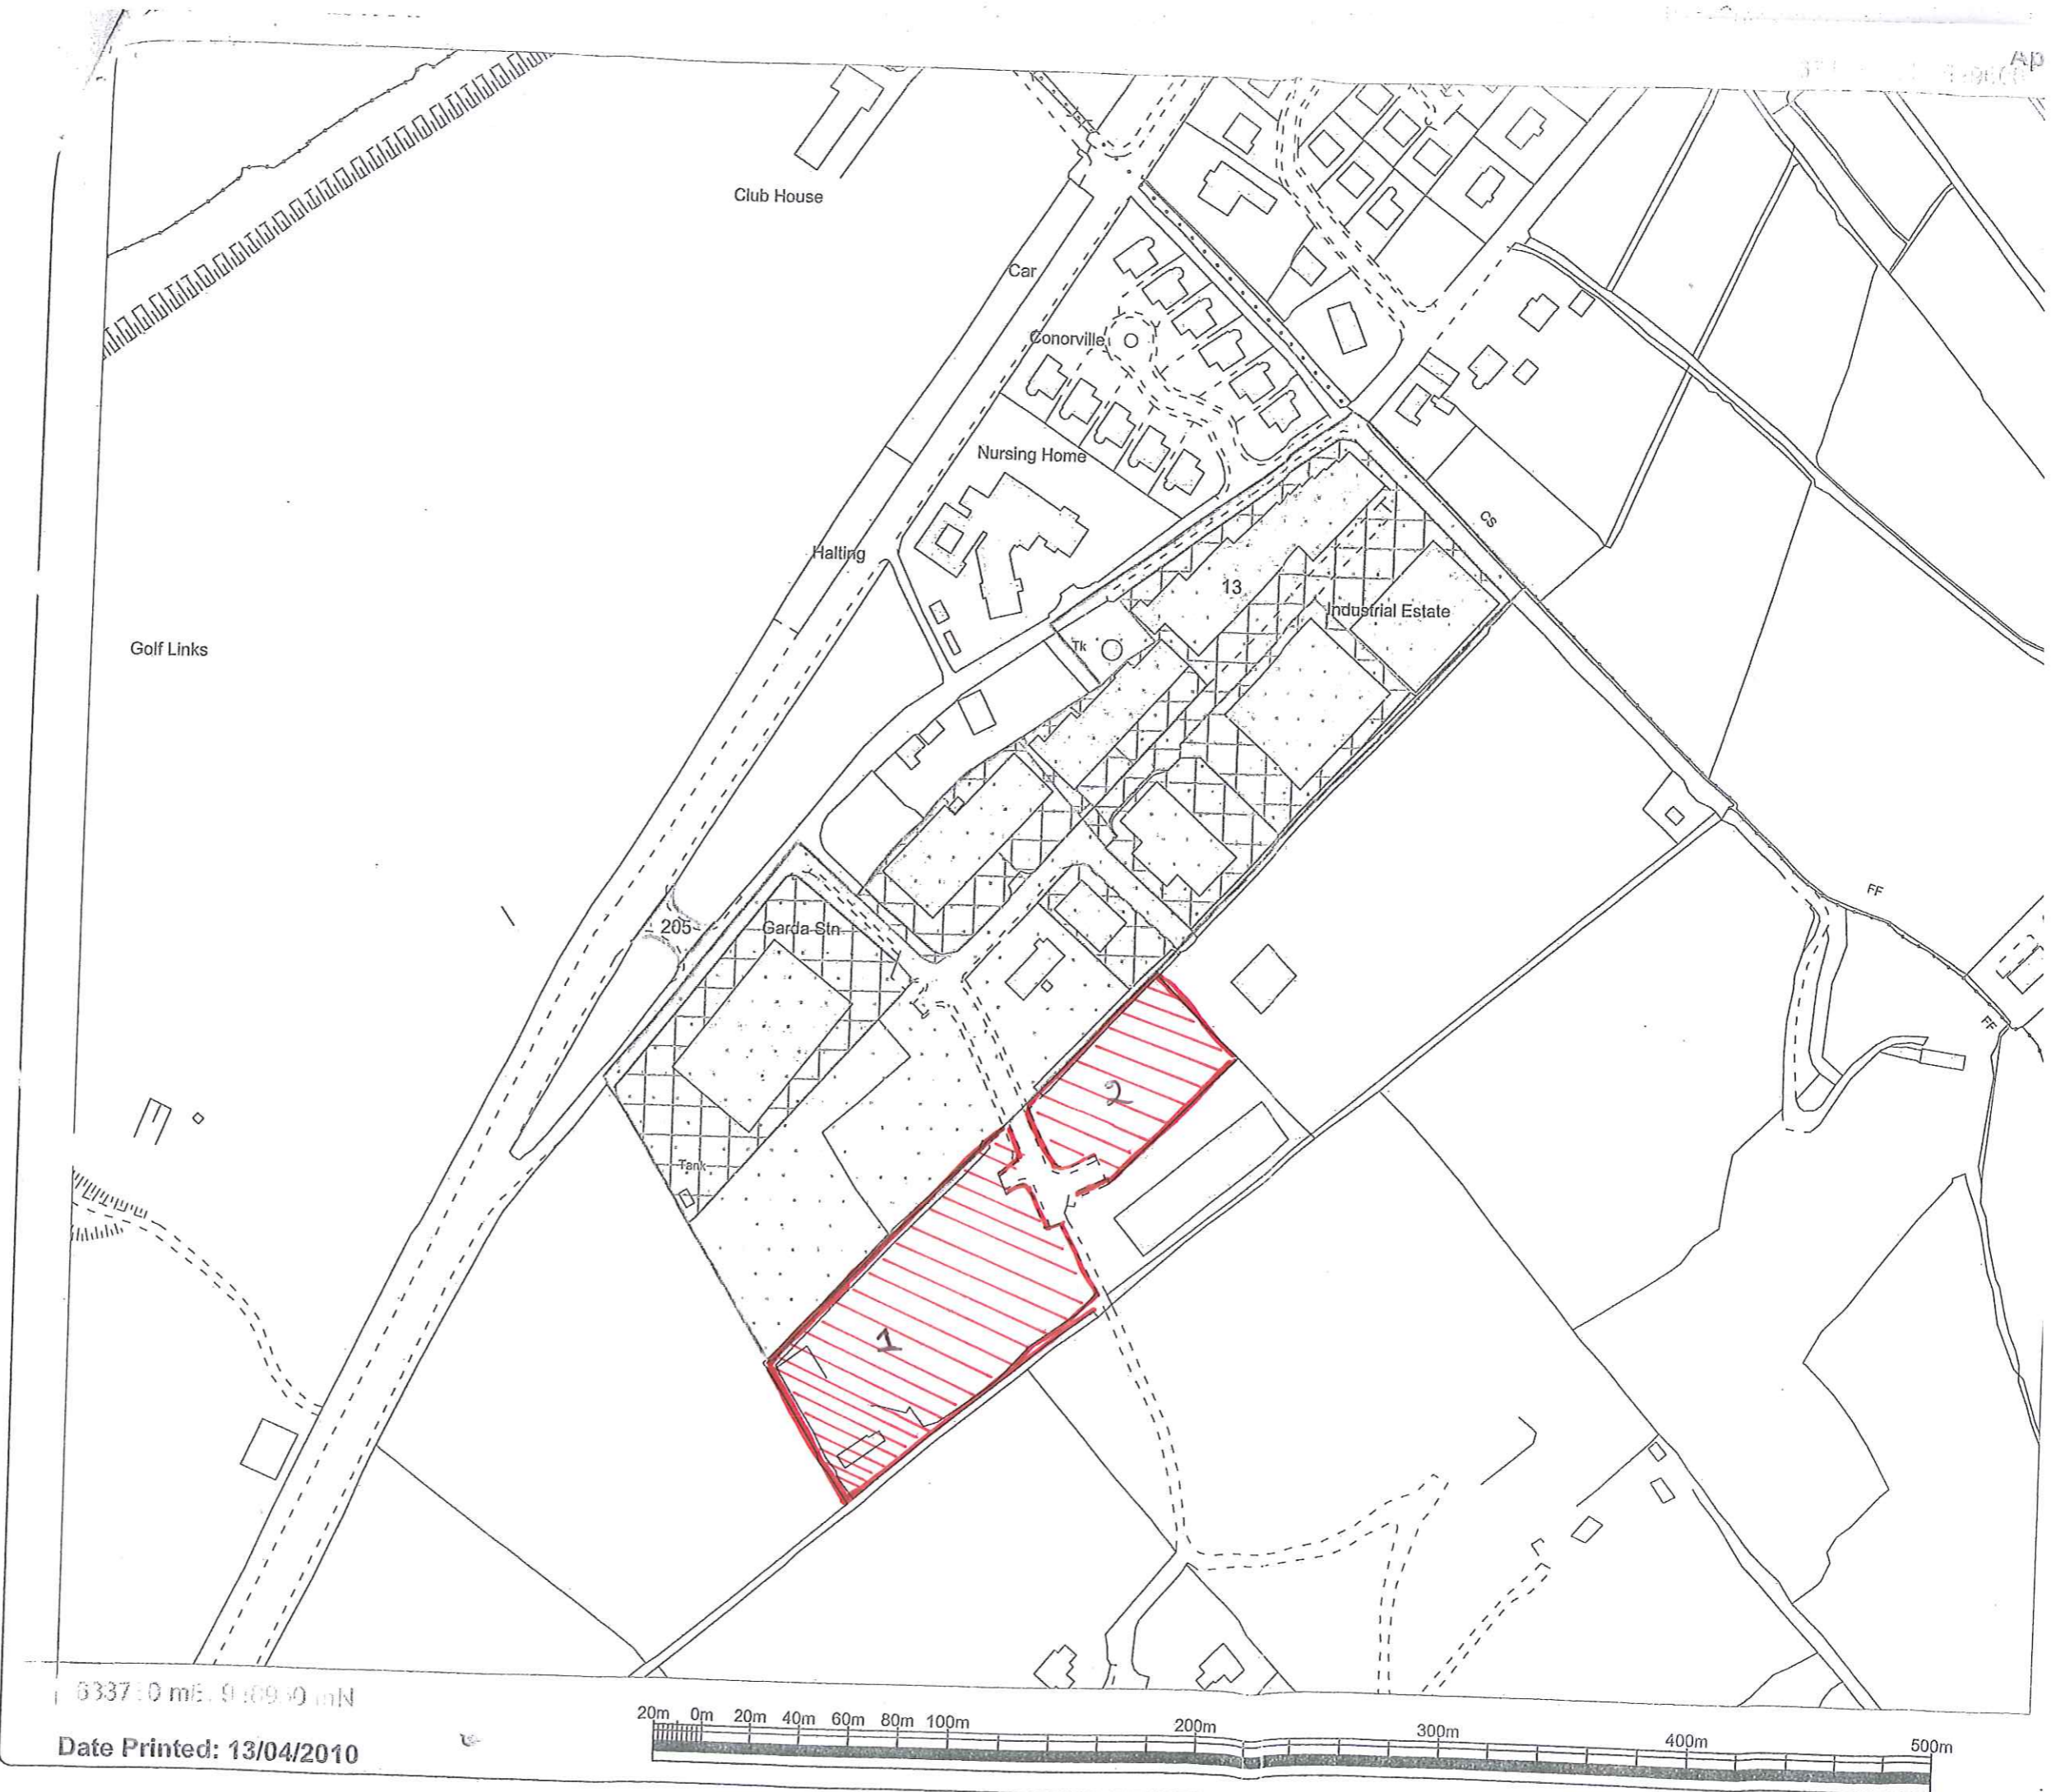 Ap
Club House
Car
Conorville
Nursing Home
CS
Halting
13
Industrial Estate
Golf Links
Tk
FF
205
Garda Stn
FF
2
Tank
1
20m 0m 20m 40m 60m 80m 100m 200m 300m 400m 500m
Date Printed: 13/04/2010